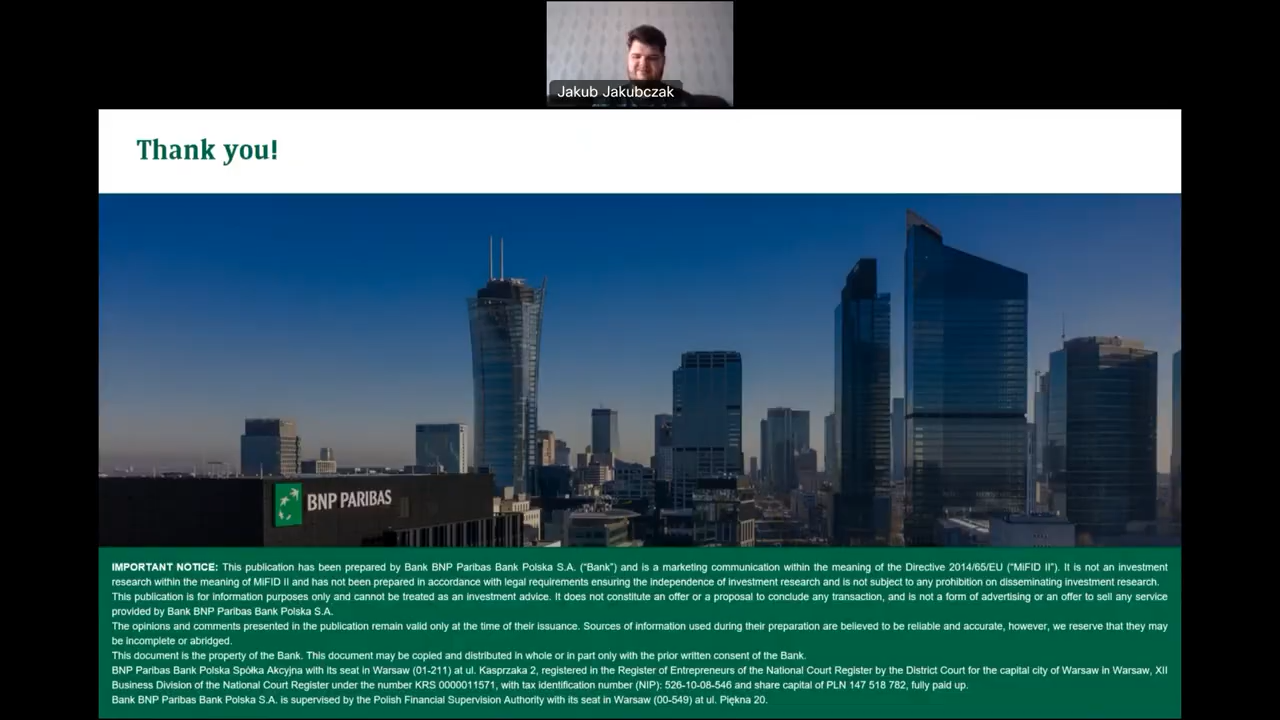 Jakub Jakubczak
Thank you!
BNP PARIBAS
IMPORTANT NOTICE: This publication has been prepared by Bank BNP Paribas Bank Polska S.A. (“Bank”) and is a marketing communication within the meaning of the Directive 2014/65/EU (“MiFID II”). It is not an investment
research within the meaning of MiFID II and has not been prepared in accordance with legal requirements ensuring the independence of investment research and is not subject to any prohibition on disseminating investment research.
This publication is for information purposes only and cannot be treated as an investment advice. It does not constitute an offer or a proposal to conclude any transaction, and is not a form of advertising or an offer to sell any service
provided by Bank BNP Paribas Bank Polska S.A.
The opinions and comments presented in the publication remain valid only at the time of their issuance. Sources of information used during their preparation are believed to be reliable and accurate, however, we reserve that they may
be incomplete or abridged.
This document is the property of the Bank. This document may be copied and distributed in whole or in part only with the prior written consent of the Bank.
BNP Paribas Bank Polska Spółka Akcyjna with its seat in Warsaw (01-211) at ul. Kasprzaka 2, registered in the Register of Entrepreneurs of the National Court Register by the District Court for the capital city of Warsaw in Warsaw, XII
Business Division of the National Court Register under the number KRS 0000011571, with tax identification number (NIP): 526-10-08-546 and share capital of PLN 147 518 782, fully paid up.
Bank BNP Paribas Bank Polska S.A. is supervised by the Polish Financial Supervision Authority with its seat in Warsaw (00-549) at ul. Piękna 20.